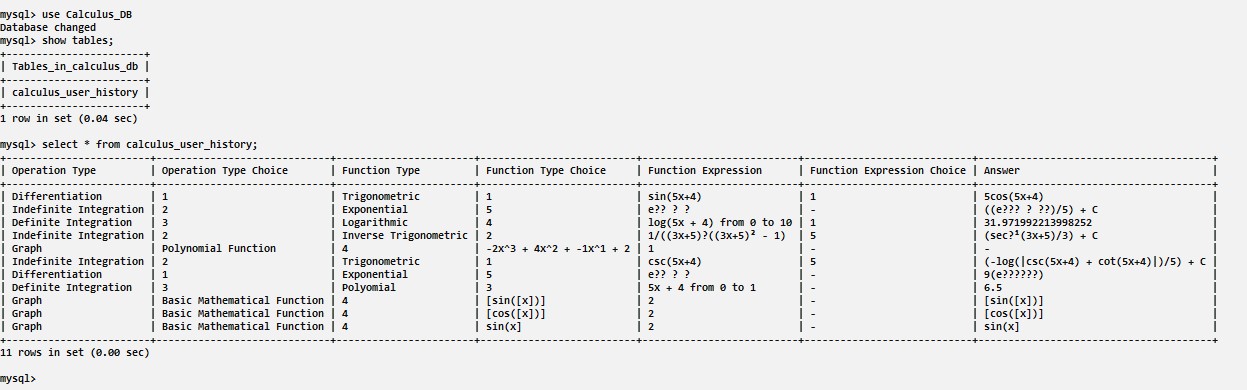 mysql> use Calculus_DB
Database changed
mysql> show tables;
+----------------------+
| Tables_in_calculus_db |
+----------------------+
| calculus_user_history |
+----------------------+
1 row in set (0.04 sec)
mysql> select * from calculus_user_history;
| Operation Type | Operation Type Choice | Function Type | Function Type Choice | Function Expression | Function Expression Choice | Answer |
| Differentiation | 1 | Trigonometric | 1 | sin(5x+4) | 1 | 5cos(5x+4) |
| Indefinite Integration | 2 | Exponential | 5 | e?? ? ? | - | ((e??? ? ??)/5) + C |
| Definite Integration | 3 | Logarithmic | 4 | log(5x + 4) from 0 to 10 | 1 | 31.971992213998252 |
| Indefinite Integration | 2 | Inverse Trigonometric | 2 | 1/((3x+5)?((3x+5)² - 1) | 5 | (sec?¹(3x+5)/3) + C |
| Graph | Polynomial Function | 4 | -2x^3 + 4x^2 + -1x^1 + 2 | 1 | - | - |
| Indefinite Integration | 2 | Trigonometric | 1 | csc(5x+4) | 5 | (-log(|csc(5x+4) + cot(5x+4)|)/5) + C |
| Differentiation | 1 | Exponential | 5 | e?? ? ? | - | 9(e??????) |
| Definite Integration | 3 | Polyomial | 3 | 5x + 4 from 0 to 1 | - | 6.5 |
| Graph | Basic Mathematical Function | 4 | [sin([x])] | 2 | - | [sin([x])] |
| Graph | Basic Mathematical Function | 4 | [cos([x])] | 2 | - | [cos([x])] |
| Graph | Basic Mathematical Function | 4 | sin(x] | 2 | - | sin(x] |
11 rows in set (0.00 sec)
mysql>